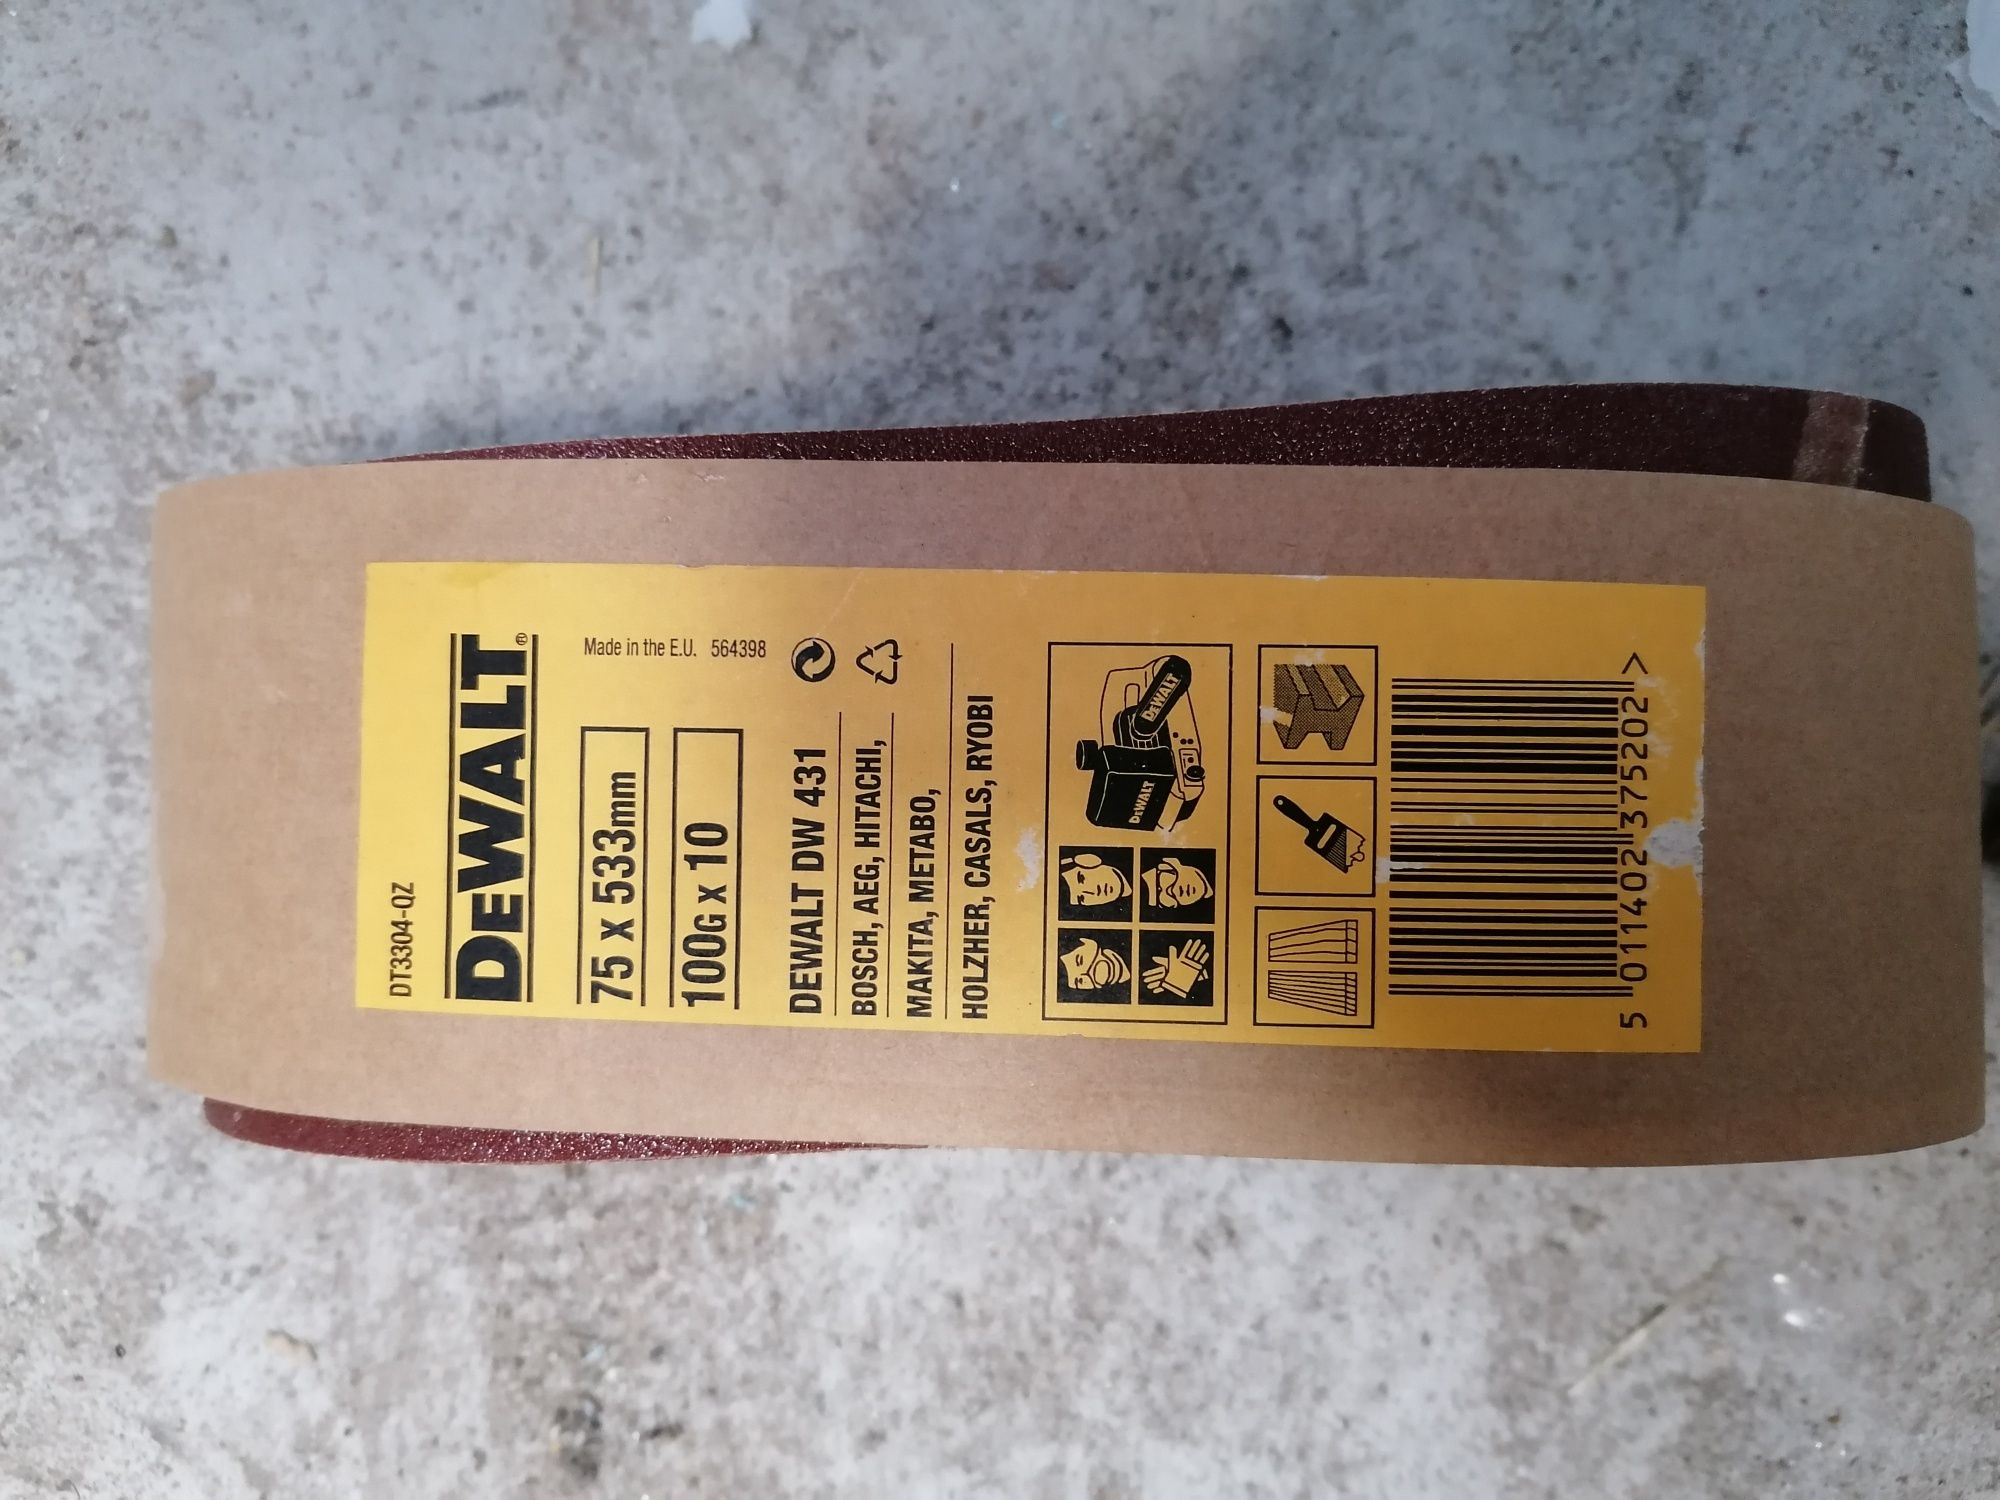 DT3304-QZ
DEWALT®
75 x 533mm
Made in the E.U. 564398
100G x 10
DEWALT DW 431
BOSCH, AEG, HITACHI,
MAKITA, METABO,
HOLZHER, CASALS, RYOBI
DEWALT
DEWALT
5 011402 375202 >